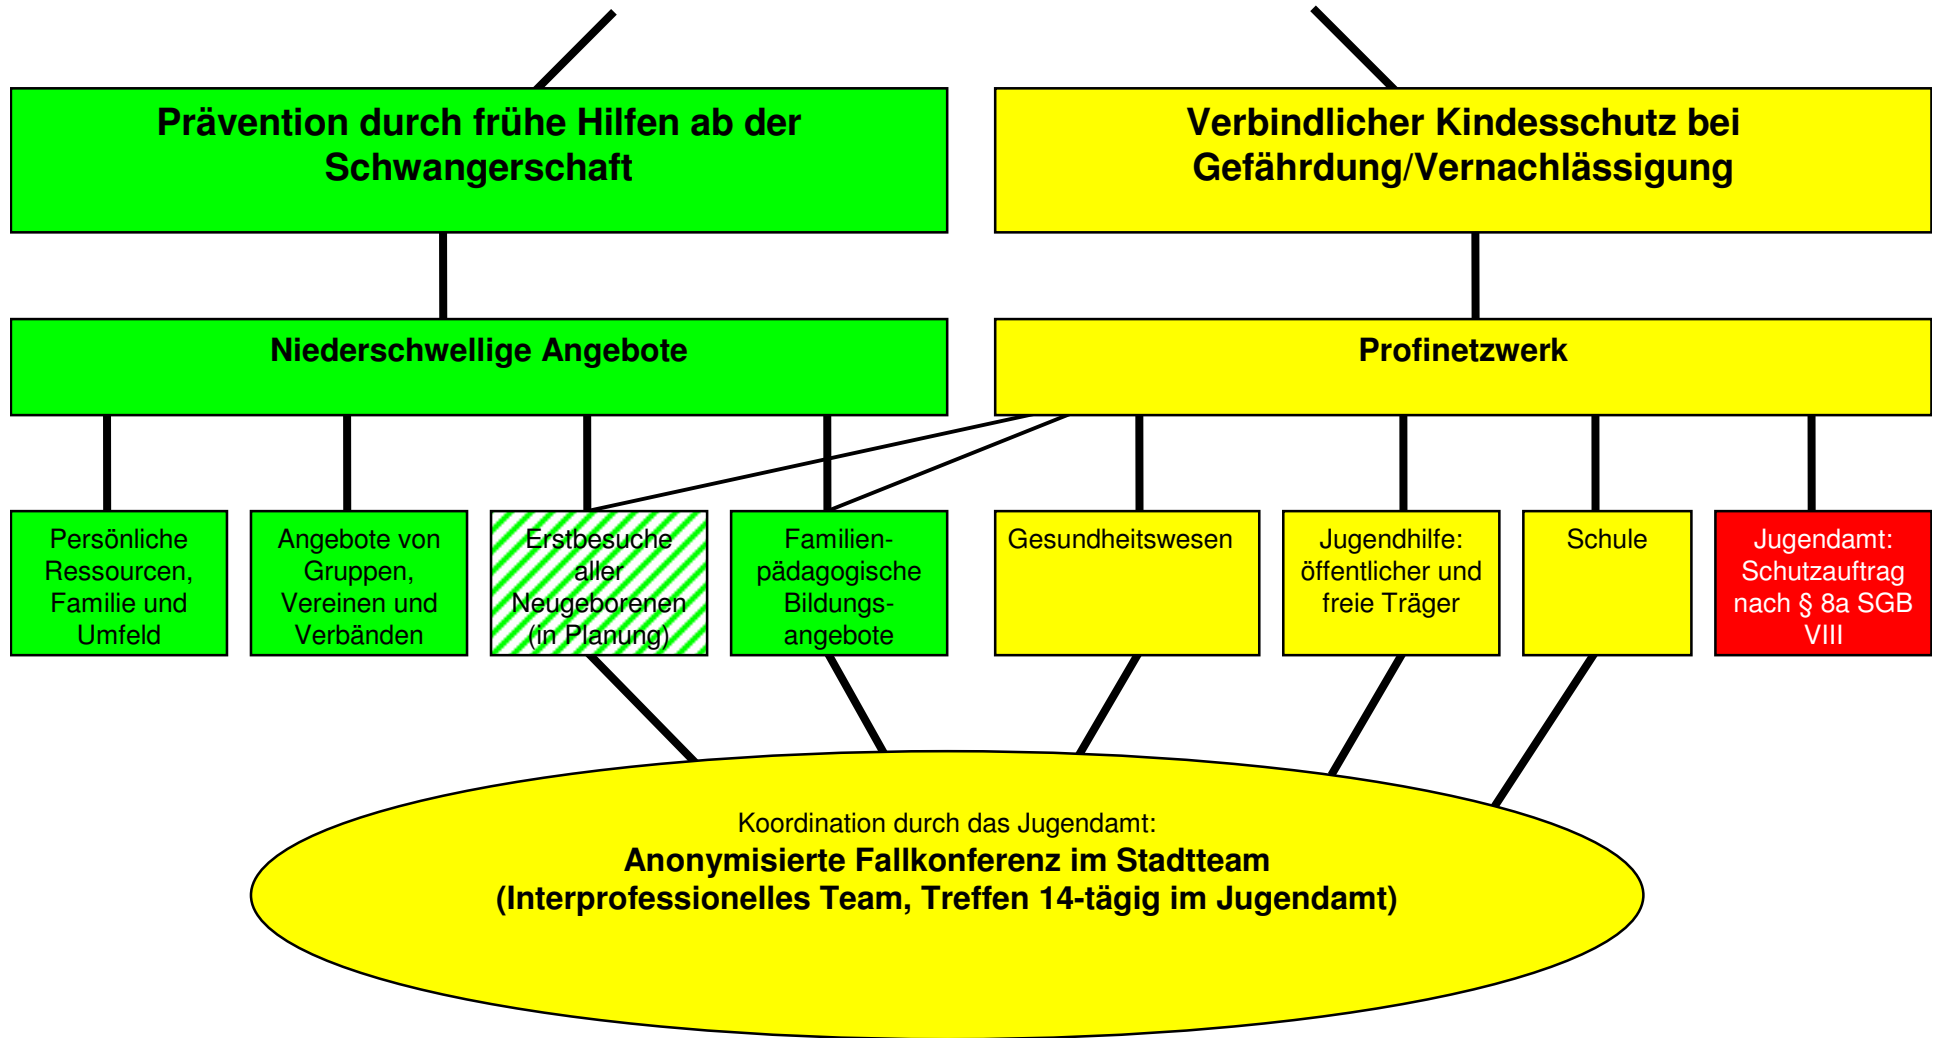 Prävention durch frühe Hilfen ab der
Schwangerschaft
Verbindlicher Kindesschutz bei
Gefährdung/Vernachlässigung
Niederschwellige Angebote
Profinetzwerk
Persönliche
Ressourcen,
Familie und
Umfeld
Angebote von
Gruppen,
Vereinen und
Verbänden
Erstbesuche
aller
Neugeborenen
(in Planung)
Familien-
pädagogische
Bildungs-
angebote
Gesundheitswesen
Jugendhilfe:
öffentlicher und
freie Träger
Schule
Jugendamt:
Schutzauftrag
nach § 8a SGB
VIII
Koordination durch das Jugendamt:
Anonymisierte Fallkonferenz im Stadtteam
(Interprofessionelles Team, Treffen 14-tägig im Jugendamt)